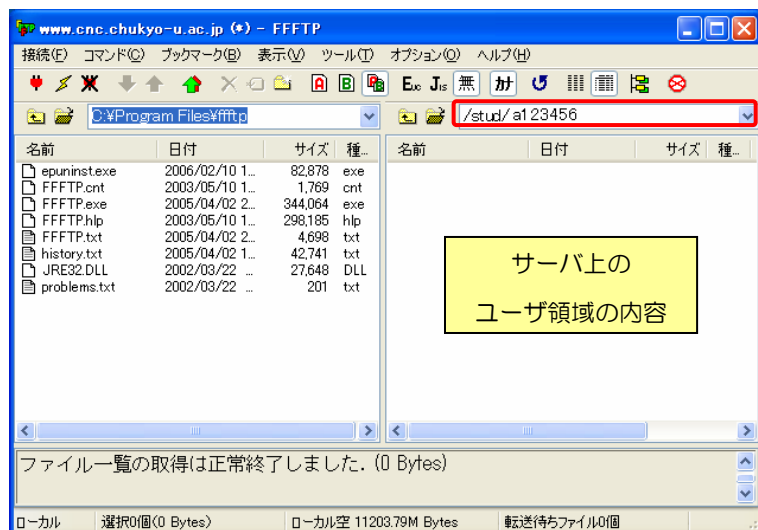 www.cnc.chukyo-u.ac.jp (*) - FFFTP
接続(F) コマンド(C) ブックマーク(B) 表示(V) ツール(T) オプション(O) ヘルプ(H)
A B Euc JIS 無 カナ
C:¥Program Files¥ffftp
/stud/a123456
名前 日付 サイズ 種...
名前 日付 サイズ 種...
epuninst.exe 2006/02/10 1... 82,878 exe
FFFTP.cnt 2003/05/10 1... 1,769 cnt
FFFTP.exe 2005/04/02 2... 344,064 exe
FFFTP.hlp 2003/05/10 1... 298,185 hlp
FFFTP.txt 2005/04/02 2... 4,698 txt
history.txt 2005/04/02 1... 42,741 txt
JRE32.DLL 2002/03/22 ... 27,648 DLL
problems.txt 2002/03/22 ... 201 txt
サーバ上の
ユーザ領域の内容
ファイル一覧の取得は正常終了しました. (0 Bytes)
ローカル 選択0個(0 Bytes) ローカル空 11203.79M Bytes 転送待ちファイル0個